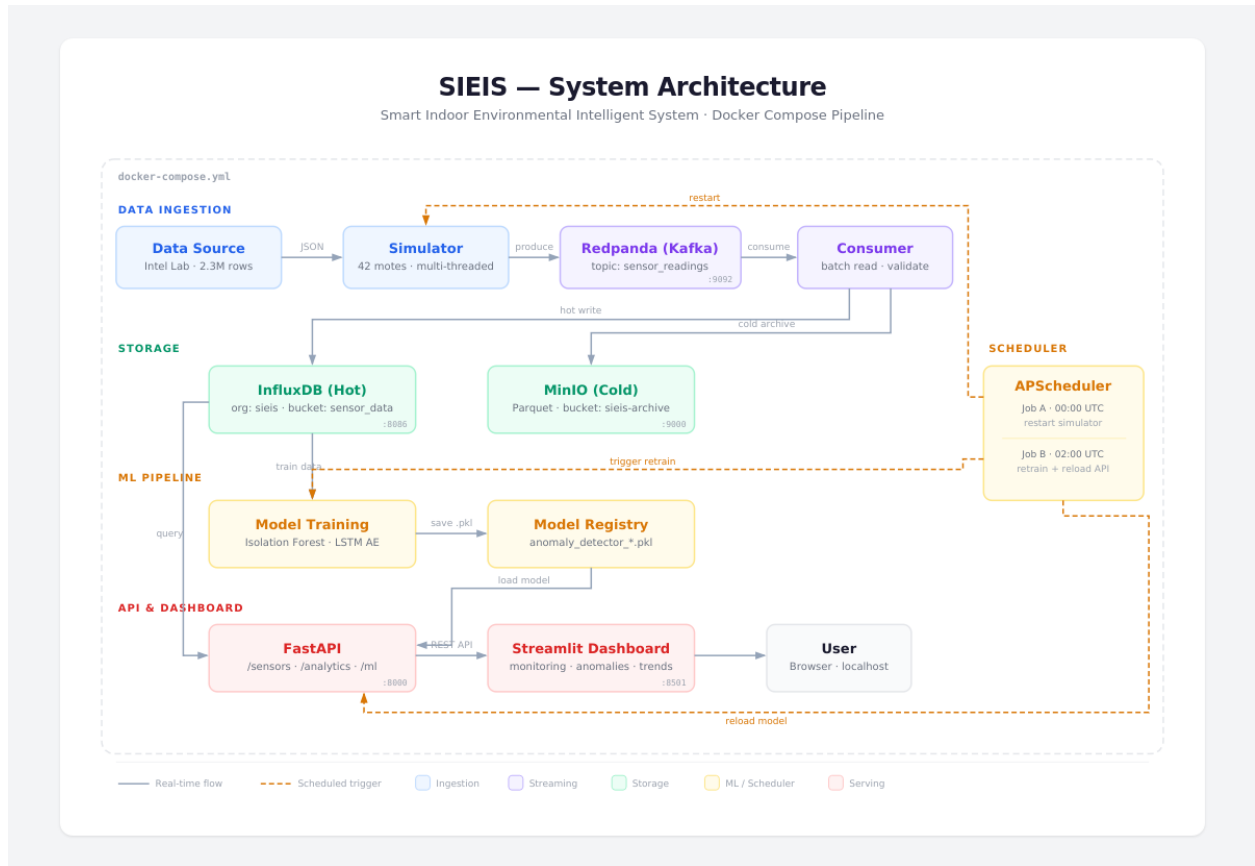 SIEIS — System Architecture
Smart Indoor Environmental Intelligent System · Docker Compose Pipeline
docker-compose.yml
restart
DATA INGESTION
Data Source
Intel Lab · 2.3M rows
JSON
Simulator
42 motes · multi-threaded
produce
Redpanda (Kafka)
topic: sensor_readings
:9092
consume
Consumer
batch read · validate
hot write
cold archive
STORAGE
SCHEDULER
InfluxDB (Hot)
org: sieis · bucket: sensor_data
:8086
MinIO (Cold)
Parquet · bucket: sieis-archive
:9000
APScheduler
Job A · 00:00 UTC
restart simulator
Job B · 02:00 UTC
retrain + reload API
train data
trigger retrain
ML PIPELINE
Model Training
Isolation Forest · LSTM AE
save .pkl
Model Registry
anomaly_detector_*.pkl
query
load model
API & DASHBOARD
FastAPI
/sensors · /analytics · /ml
:8000
REST API
Streamlit Dashboard
monitoring · anomalies · trends
:8501
User
Browser · localhost
reload model
Real-time flow
Scheduled trigger
Ingestion
Streaming
Storage
ML / Scheduler
Serving